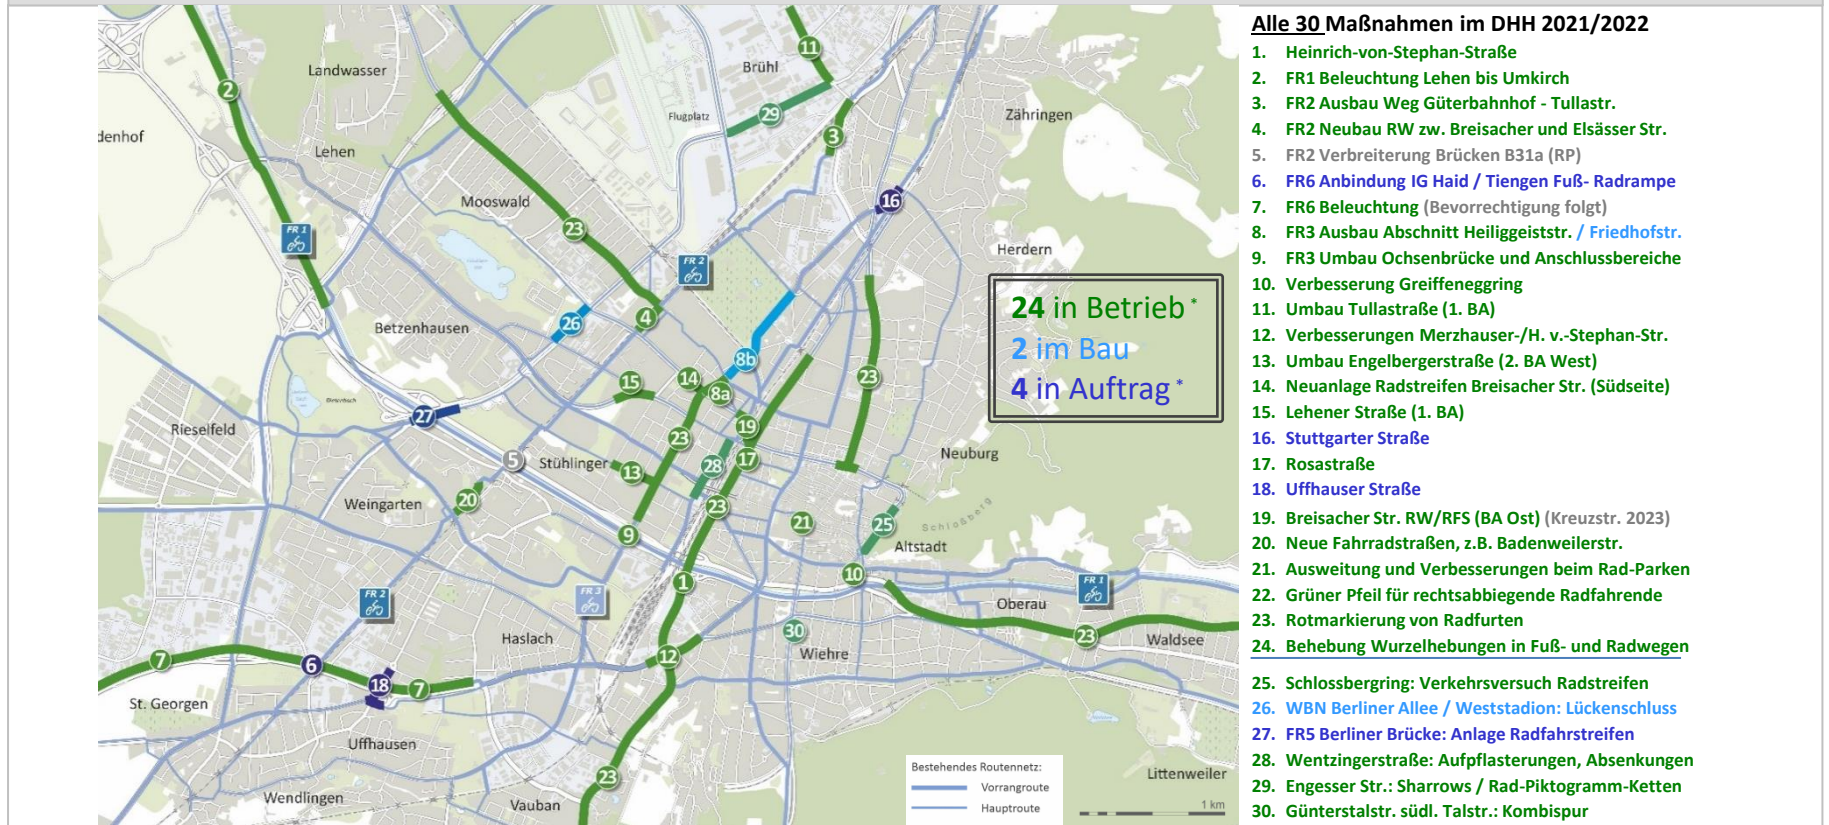 Alle 30 Maßnahmen im DHH 2021/2022
1. Heinrich-von-Stephan-Straße
2. FR1 Beleuchtung Lehen bis Umkirch
3. FR2 Ausbau Weg Güterbahnhof - Tullastr.
4. FR2 Neubau RW zw. Breisacher und Elsässer Str.
5. FR2 Verbreiterung Brücken B31a (RP)
6. FR6 Anbindung IG Haid / Tiengen Fuß- Radrampe
7. FR6 Beleuchtung (Bevorrechtigung folgt)
8. FR3 Ausbau Abschnitt Heiliggeiststr. / Friedhofstr.
9. FR3 Umbau Ochsenbrücke und Anschlussbereiche
10. Verbesserung Greiffeneggring
11. Umbau Tullastraße (1. BA)
12. Verbesserungen Merzhauser-/H. v.-Stephan-Str.
13. Umbau Engelbergerstraße (2. BA West)
14. Neuanlage Radstreifen Breisacher Str. (Südseite)
15. Lehener Straße (1. BA)
16. Stuttgarter Straße
17. Rosastraße
18. Uffhauser Straße
19. Breisacher Str. RW/RFS (BA Ost) (Kreuzstr. 2023)
20. Neue Fahrradstraßen, z.B. Badenweilerstr.
21. Ausweitung und Verbesserungen beim Rad-Parken
22. Grüner Pfeil für rechtsabbiegende Radfahrende
23. Rotmarkierung von Radfurten
24. Behebung Wurzelhebungen in Fuß- und Radwegen
25. Schlossbergring: Verkehrsversuch Radstreifen
26. WBN Berliner Allee / Weststadion: Lückenschluss
27. FR5 Berliner Brücke: Anlage Radfahrstreifen
28. Wentzingerstraße: Aufpflasterungen, Absenkungen
29. Engesser Str.: Sharrows / Rad-Piktogramm-Ketten
30. Günterstalstr. südl. Talstr.: Kombispur
24 in Betrieb *
2 im Bau
4 in Auftrag *
11
Brühl
Landwasser
2
29
Flugplatz
Zähringen
3
denhof
Lehen
16
Mooswald
23
FR 1
Herdern
FR 2
4
26
Betzenhausen
8b
14
23
15
8a
27
19
Rieselfeld
23
17
Neuburg
5
Stühlinger
28
13
20
Weingarten
23
21
25
Schloßberg
9
Altstadt
10
1
FR 1
FR 2
FR 3
Oberau
30
23
Haslach
Waldsee
Wiehre
12
7
6
18
7
St. Georgen
Uffhausen
23
Littenweiler
Wendlingen
Vauban
Bestehendes Routennetz:
Vorrangroute
Hauptroute
1 km